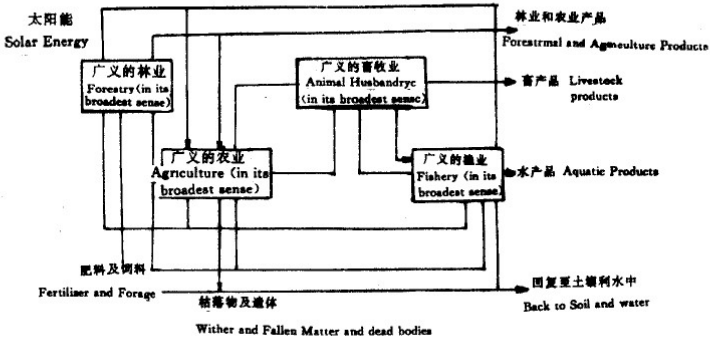 太阳能
Solar Energy
林业和农业产品
Forestrmal and Agmeulture Products
广义的林业
Forestry(in its
broadest sense)
广义的畜牧业
Animal Husbandryc
(in its broadest sensc)
畜产品 Livesteck
products
广义的农业
Agriculture (in its
broadest sense)
广义的渔业
Fishery (in its
broadest sense)
水产品 Aquatic Products
肥料及饲料
Fertiliser and Forage
枯落物及遗体
Wither and Fallen Matter and dead bodies
回复至土壤利水中
Back to Soil and water